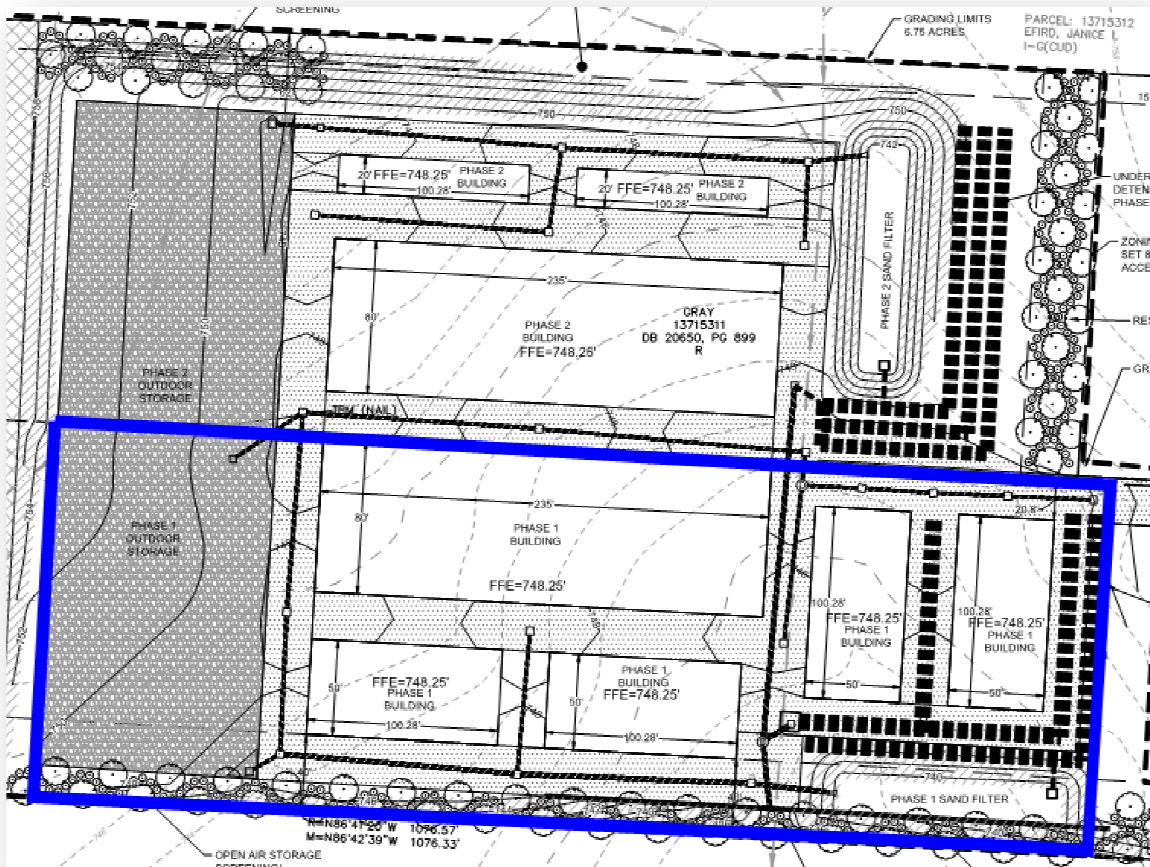 SCREENING
GRADING LIMITS
6.75 ACRES
PARCEL: 13715312
EFIRD, JANICE L
I-G(CUD)
750
742
20'
FFE=748.25'
100.28'
PHASE 2
BUILDING
20'
FFE=748.25'
100.28'
PHASE 2
BUILDING
PHASE 2 SAND FILTER
235'
80'
PHASE 2
BUILDING
FFE=748.25'
GRAY
13715311
DB 20650, PG 899
R
PHASE 2
OUTDOOR
STORAGE
750
TBM (NAIL)
235'
80'
PHASE 1
BUILDING
FFE=748.25'
PHASE 1
OUTDOOR
STORAGE
754
752
20.8'
100.28'
FFE=748.25'
PHASE 1
BUILDING
50'
100.28'
FFE=748.25'
PHASE 1
BUILDING
50'
50'
FFE=748.25'
PHASE 1
BUILDING
100.28'
50'
PHASE 1
BUILDING
FFE=748.25'
100.28'
740
PHASE 1 SAND FILTER
R=N86°41'20"W 1096.57'
M=N86°42'39"W 1076.33'
OPEN AIR STORAGE
SCREENING